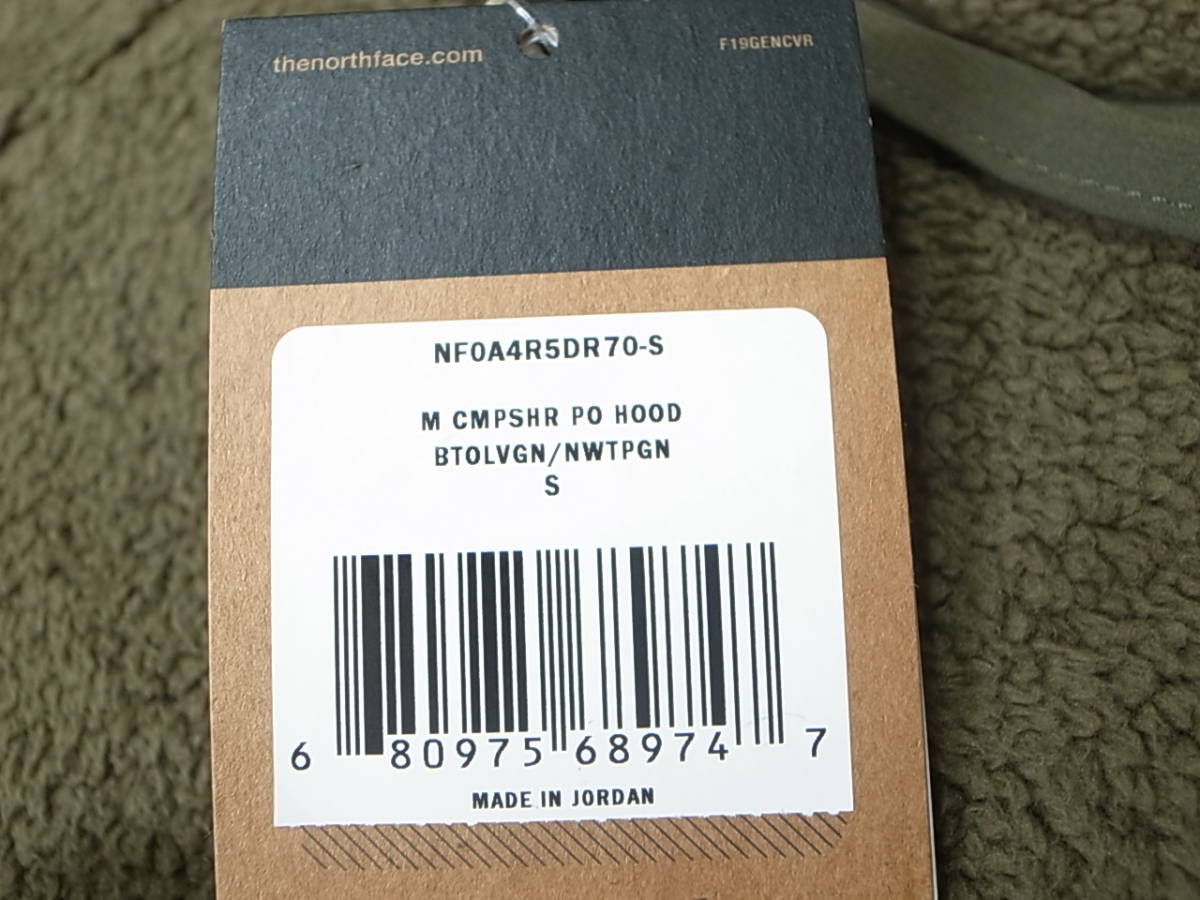 thenorthface.com F19GENCVR
NF0A4R5DR70-S
M CMPSHR PO HOOD
BTOLVGN/NWTPGN
S
6 80975 68974 7
MADE IN JORDAN